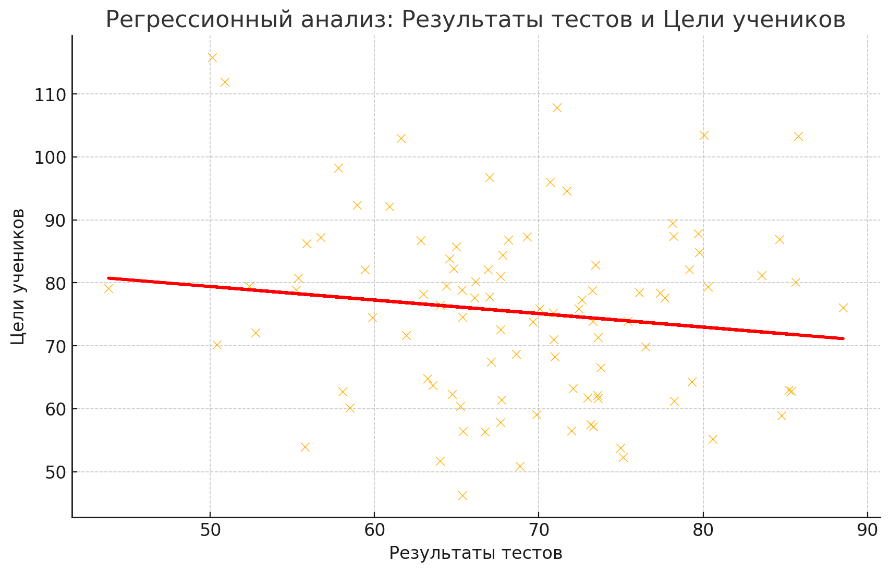 Регрессионный анализ: Результаты тестов и Цели учеников
110
100
90
80
70
60
50
Цели учеников
50 60 70 80 90
Результаты тестов